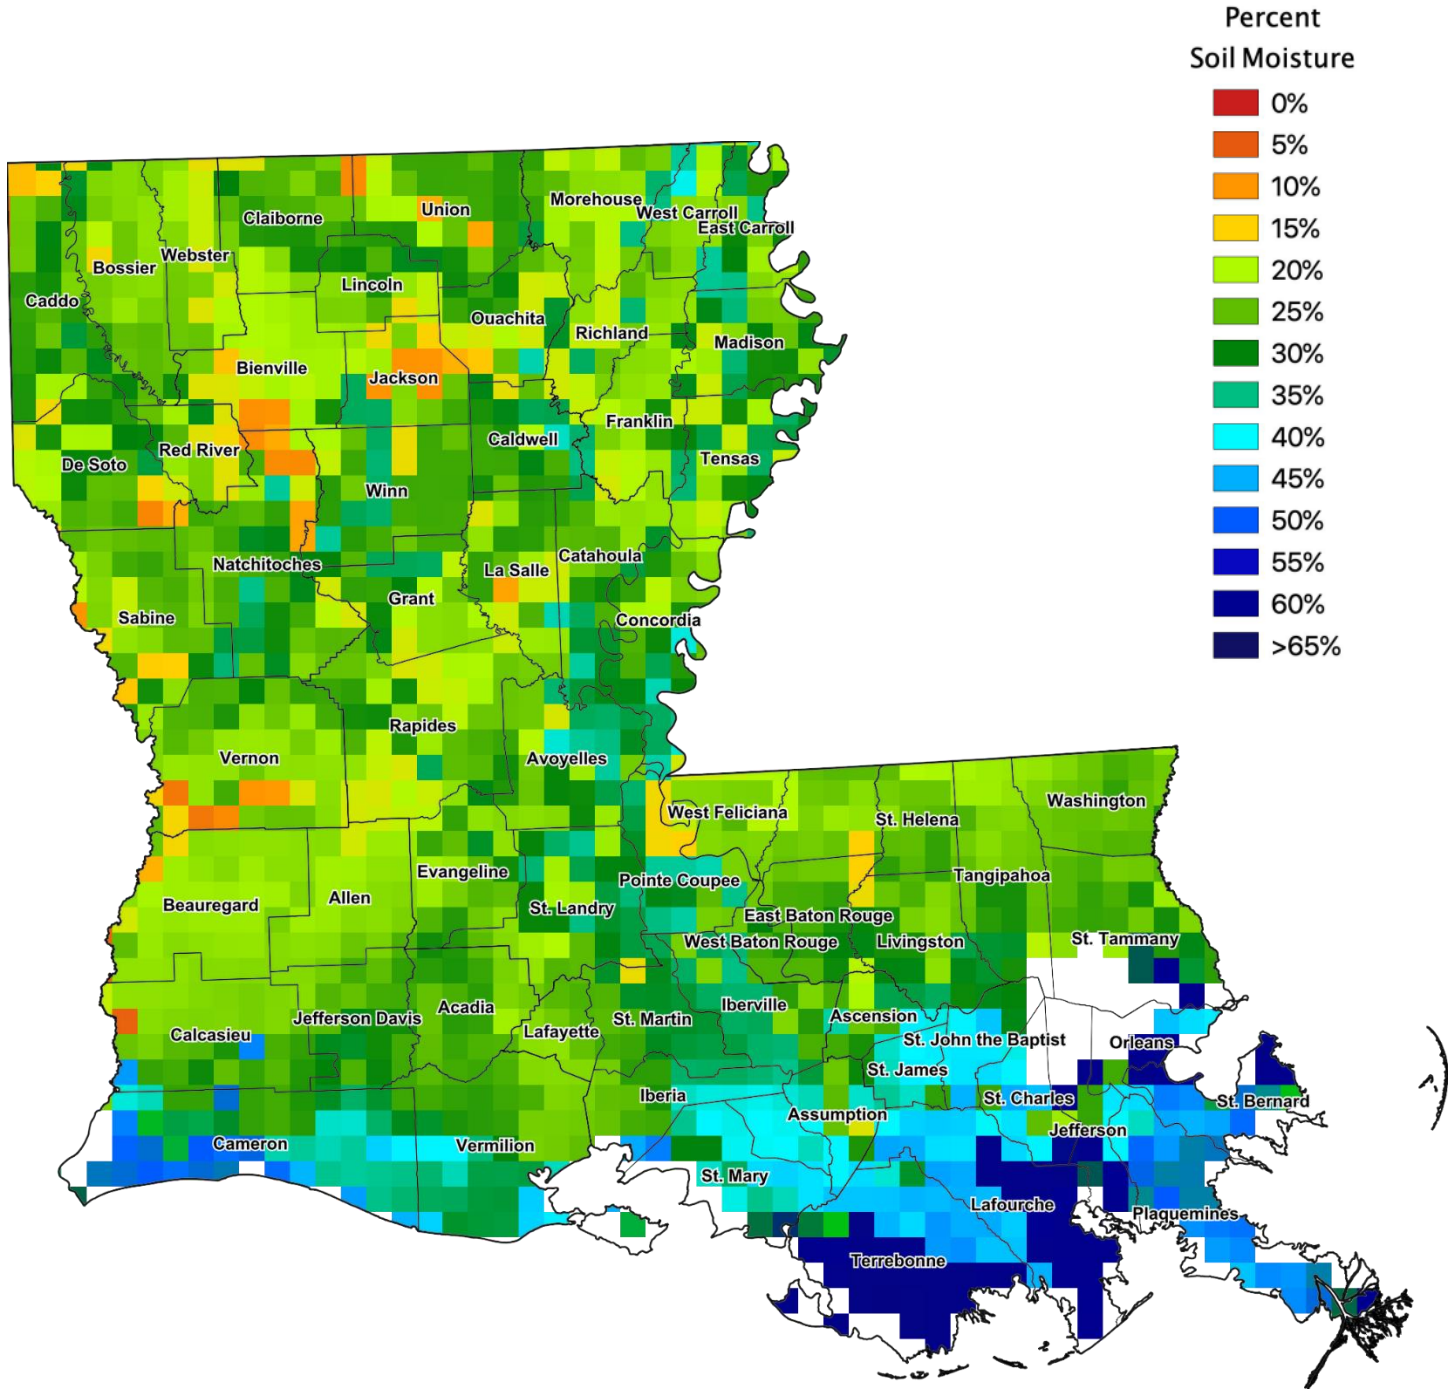 Percent
Soil Moisture
0%
5%
10%
15%
20%
25%
30%
35%
40%
45%
50%
55%
60%
>65%
Morehouse
Union
West Carroll
Claiborne
East Carroll
Webster
Bossier
Lincoln
Caddo
Ouachita
Richland
Madison
Bienville
Jackson
Franklin
Caldwell
Red River
Tensas
De Soto
Winn
Catahoula
Natchitoches
La Salle
Grant
Sabine
Concordia
Rapides
Vernon
Avoyelles
Washington
West Feliciana
St. Helena
Evangeline
Tangipahoa
Pointe Coupee
Allen
Beauregard
St. Landry
East Baton Rouge
St. Tammany
West Baton Rouge
Livingston
Iberville
Acadia
Ascension
Jefferson Davis
St. Martin
Lafayette
Calcasieu
St. John the Baptist
Orleans
St. James
Iberia
St. Charles
St. Bernard
Assumption
Jefferson
Cameron
Vermilion
St. Mary
Lafourche
Plaquemines
Terrebonne